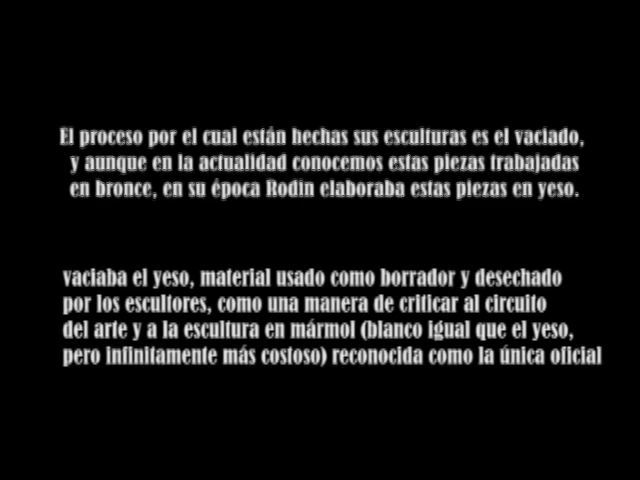 El proceso por el cual están hechas sus esculturas es el vaciado,
y aunque en la actualidad conocemos estas piezas trabajadas
en bronce, en su época Rodin elaboraba estas piezas en yeso.
vaciaba el yeso, material usado como borrador y desechado
por los escultores, como una manera de criticar al circuito
del arte y a la escultura en mármol (blanco igual que el yeso,
pero infinitamente más costoso) reconocida como la única oficial